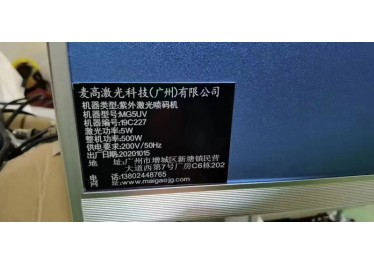 麦高激光科技(广州)有限公司
机器类型:紫外激光喷码机
机器型号:MG5UV
机器编号:19C227
激光功率:5W
整机功率:500W
供电要求:200V/50Hz
出厂日期:20201015
地 址:广州市增城区新塘镇民营
大道西第7号厂房C6栋202
电 话:13802448765
网 址:www.maigaojg.com